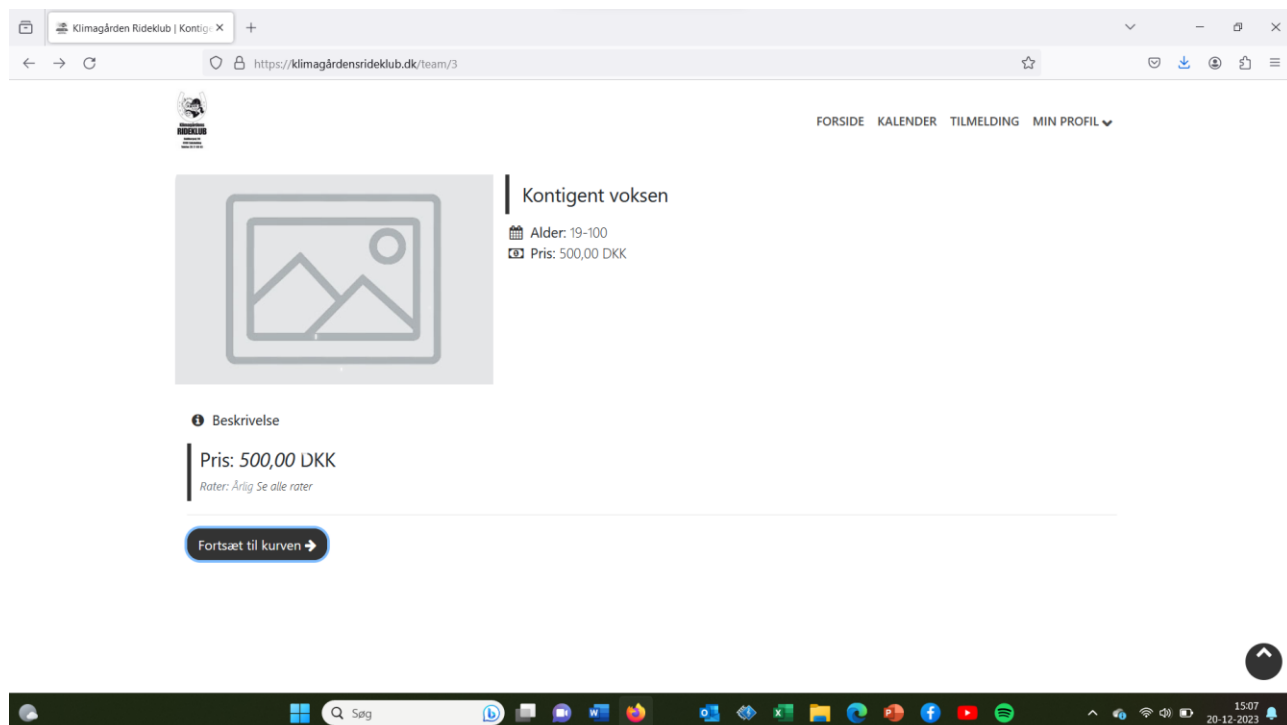 Klimagården Rideklub | Kontige
https://klimagårdensrideklub.dk/team/3
RIDEKLUB
FORSIDE KALENDER TILMELDING MIN PROFIL
Kontigent voksen
Alder: 19-100
Pris: 500,00 DKK
Beskrivelse
Pris: 500,00 DKK
Rater: Årlig Se alle rater
Fortsæt til kurven
Søg
15:07
20-12-2023